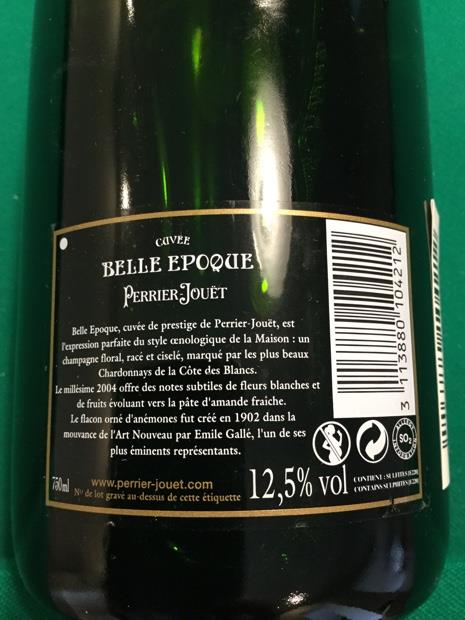 CUVÉE
BELLE EPOQUE
PERRIER-JOUËT
Belle Epoque, cuvée de prestige de Perrier-Jouët, est
l'expression parfaite du style œnologique de la Maison : un
champagne floral, racé et ciselé, marqué par les plus beaux
Chardonnays de la Côte des Blancs.
Le millésime 2004 offre des notes subtiles de fleurs blanches et
de fruits évoluant vers la pâte d'amande fraiche.
Le flacon orné d'anémones fut créé en 1902 dans la
mouvance de l'Art Nouveau par Emile Gallé, l'un de ses
plus éminents représentants.
750ml
www.perrier-jouet.com
N° de lot gravé au-dessus de cette étiquette
12,5% vol
CONTIENT : SULFITES
CONTAINS SULPHITES
3 113880 104212
SO2